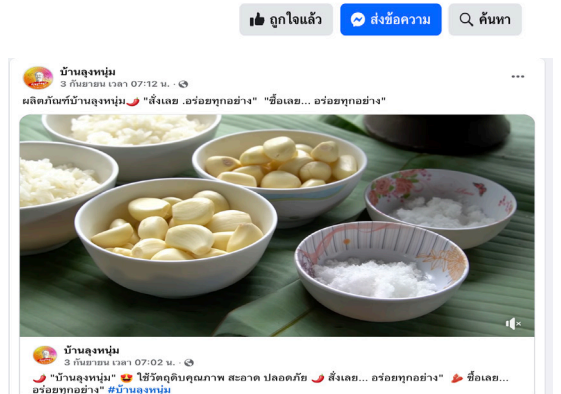 ถูกใจแล้ว ส่งข้อความ ค้นหา
บ้านลุงหนุ่ม
3 กันยายน เวลา 07:12 น. ·
ผลิตภัณฑ์บ้านลุงหนุ่ม🌶️ "สั่งเลย .อร่อยทุกอย่าง" "ซื้อเลย... อร่อยทุกอย่าง"
บ้านลุงหนุ่ม
3 กันยายน เวลา 07:02 น. ·
🌶️ "บ้านลุงหนุ่ม" 🤩 ใช้วัตถุดิบคุณภาพ สะอาด ปลอดภัย 🌶️ สั่งเลย... อร่อยทุกอย่าง" 🌶️ ซื้อเลย...
อร่อยทุกอย่าง" #บ้านลุงหนุ่ม